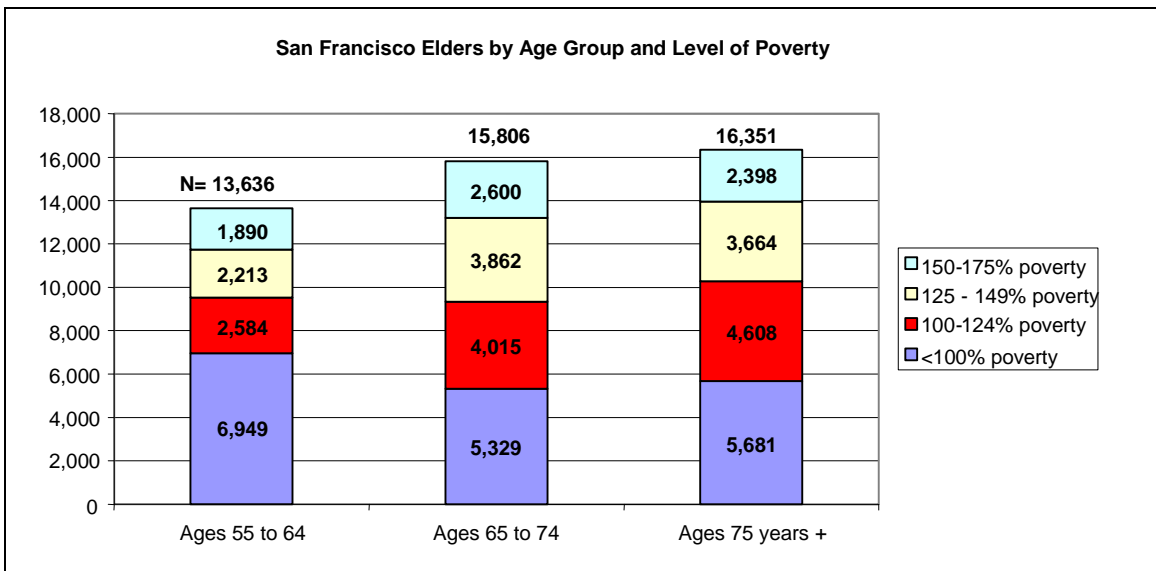 San Francisco Elders by Age Group and Level of Poverty
18,000
16,000
14,000
12,000
10,000
8,000
6,000
4,000
2,000
0
N= 13,636
1,890
2,213
2,584
6,949
15,806
2,600
3,862
4,015
5,329
16,351
2,398
3,664
4,608
5,681
Ages 55 to 64
Ages 65 to 74
Ages 75 years +
150-175% poverty
125 - 149% poverty
100-124% poverty
<100% poverty